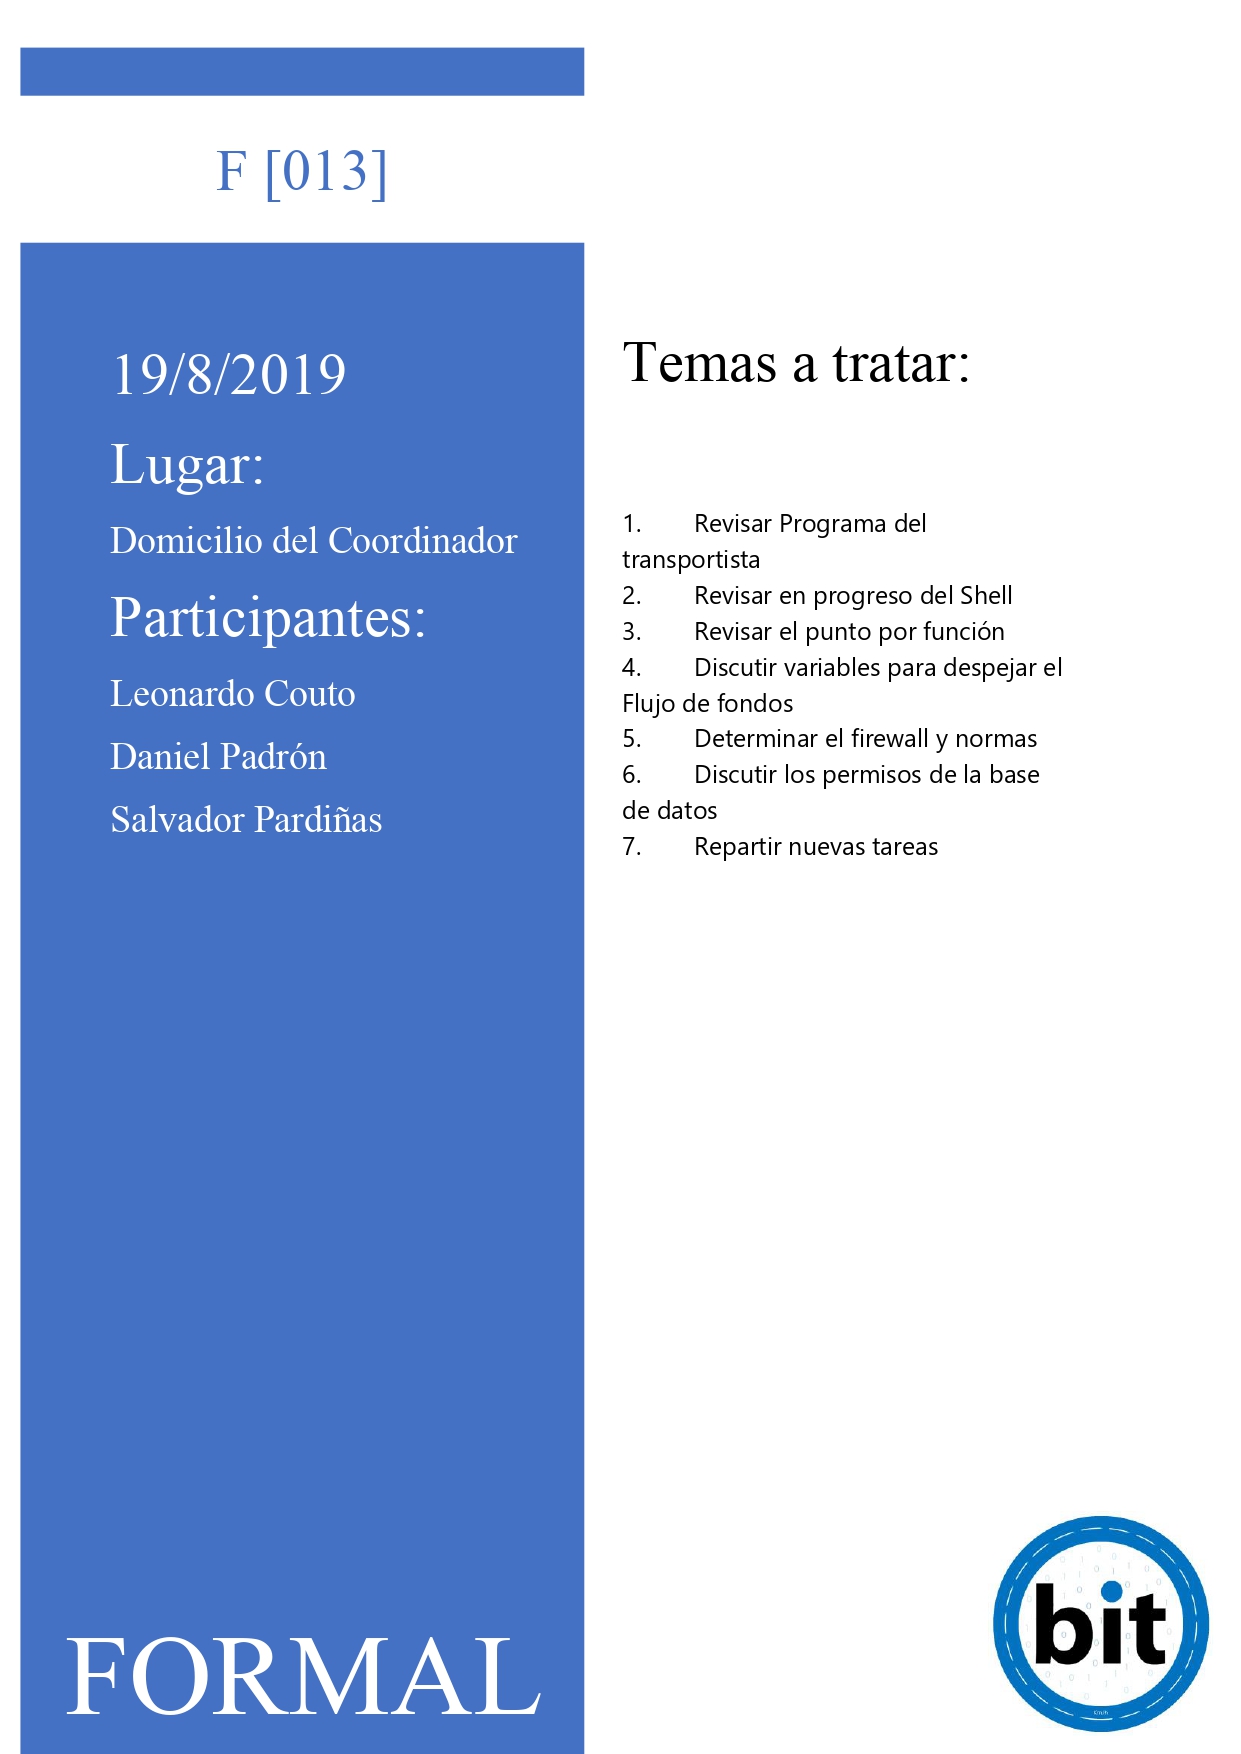 F [013]
19/8/2019
Lugar:
Domicilio del Coordinador
Participantes:
Leonardo Couto
Daniel Padrón
Salvador Pardiñas
FORMAL
Temas a tratar:
1. Revisar Programa del
transportista
2. Revisar en progreso del Shell
3. Revisar el punto por función
4. Discutir variables para despejar el
Flujo de fondos
5. Determinar el firewall y normas
6. Discutir los permisos de la base
de datos
7. Repartir nuevas tareas
bit